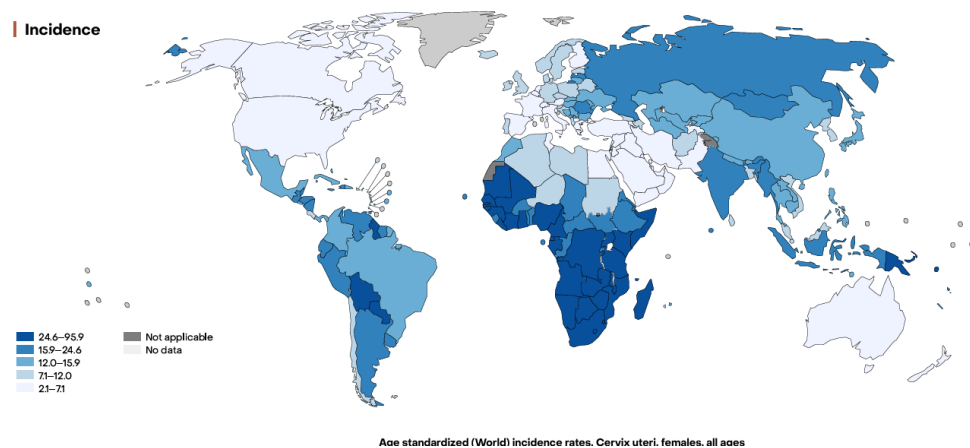 Incidence
24.6–95.9
15.9–24.6
12.0–15.9
7.1–12.0
2.1–7.1
Not applicable
No data
Age standardized (World) incidence rates, Cervix uteri, females, all ages